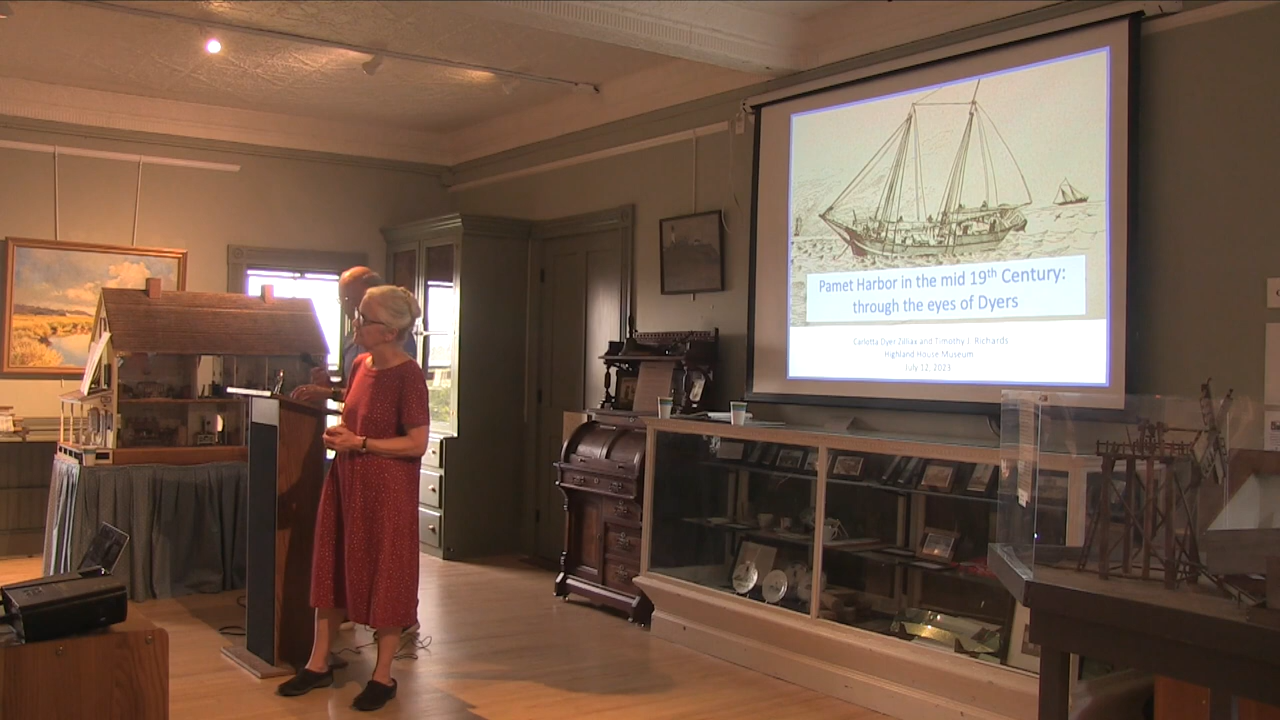 Pamet Harbor in the mid 19th Century:
through the eyes of Dyers
Carlotta Dyer Zilliax and Timothy J. Richards
Highland House Museum
July 12, 2023